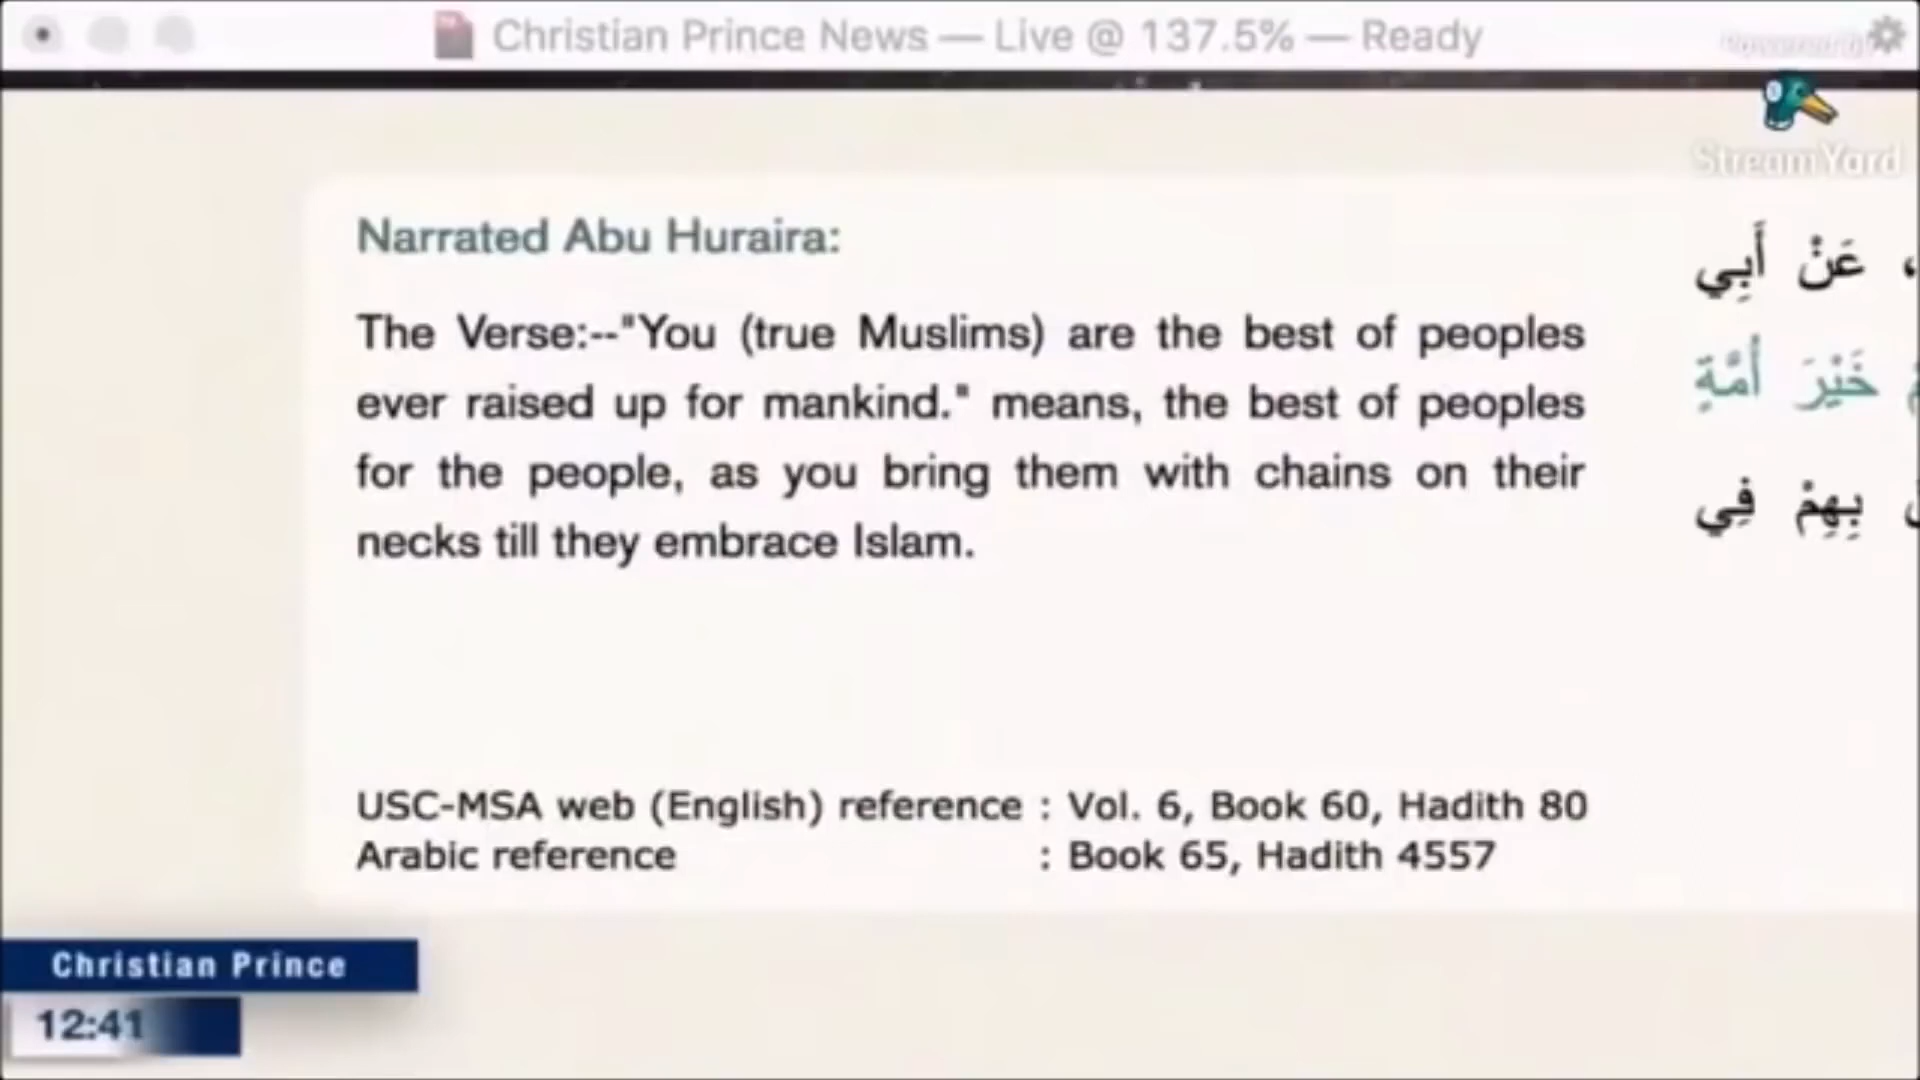 Christian Prince News — Live @ 137.5% — Ready
Powered by
StreamYard
Narrated Abu Huraira:
The Verse:--"You (true Muslims) are the best of peoples
ever raised up for mankind." means, the best of peoples
for the people, as you bring them with chains on their
necks till they embrace Islam.
، عَنْ أَبِي
خَيْرَ أُمَّةٍ
بِهِمْ فِي
USC-MSA web (English) reference : Vol. 6, Book 60, Hadith 80
Arabic reference : Book 65, Hadith 4557
Christian Prince
12:41